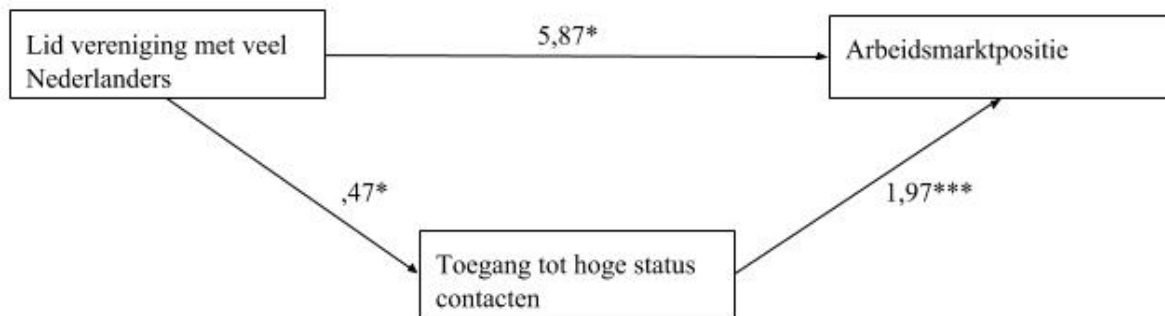 Lid vereniging met veel
Nederlanders
5,87*
Arbeidsmarktpositie
,47*
1,97***
Toegang tot hoge status
contacten